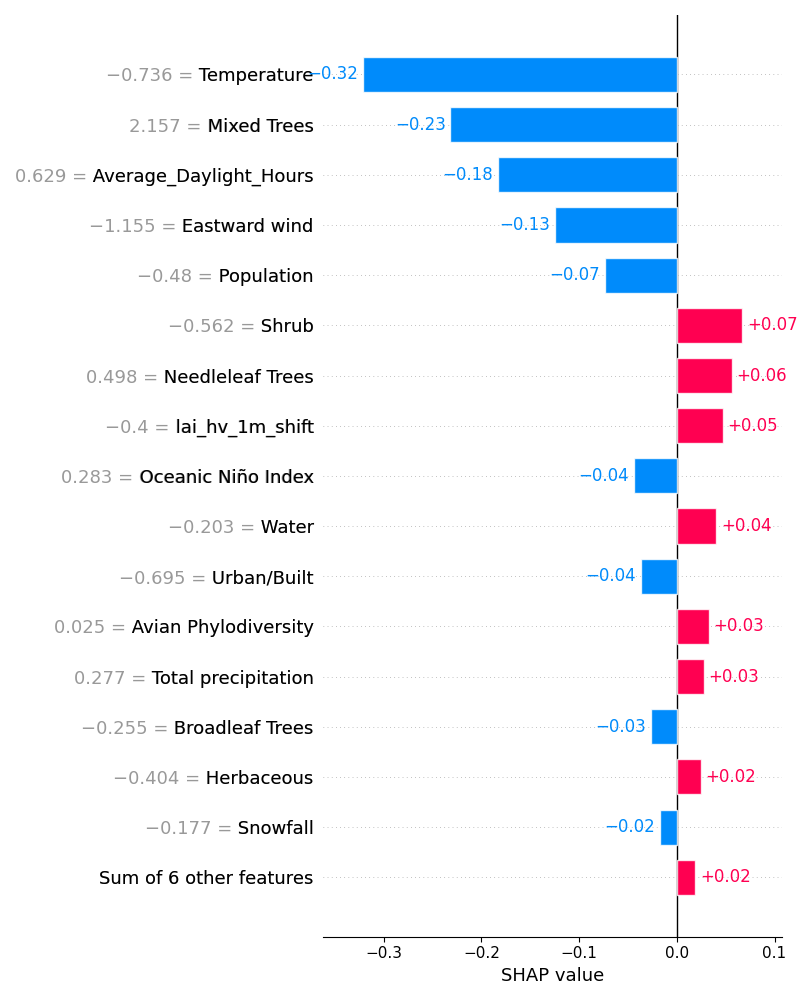 −0.736 = Temperature −0.32
2.157 = Mixed Trees −0.23
0.629 = Average_Daylight_Hours −0.18
−1.155 = Eastward wind −0.13
−0.48 = Population −0.07
−0.562 = Shrub +0.07
0.498 = Needleleaf Trees +0.06
−0.4 = lai_hv_1m_shift +0.05
0.283 = Oceanic Niño Index −0.04
−0.203 = Water +0.04
−0.695 = Urban/Built −0.04
0.025 = Avian Phylodiversity +0.03
0.277 = Total precipitation +0.03
−0.255 = Broadleaf Trees −0.03
−0.404 = Herbaceous +0.02
−0.177 = Snowfall −0.02
Sum of 6 other features +0.02
−0.3 −0.2 −0.1 0.0 0.1
SHAP value